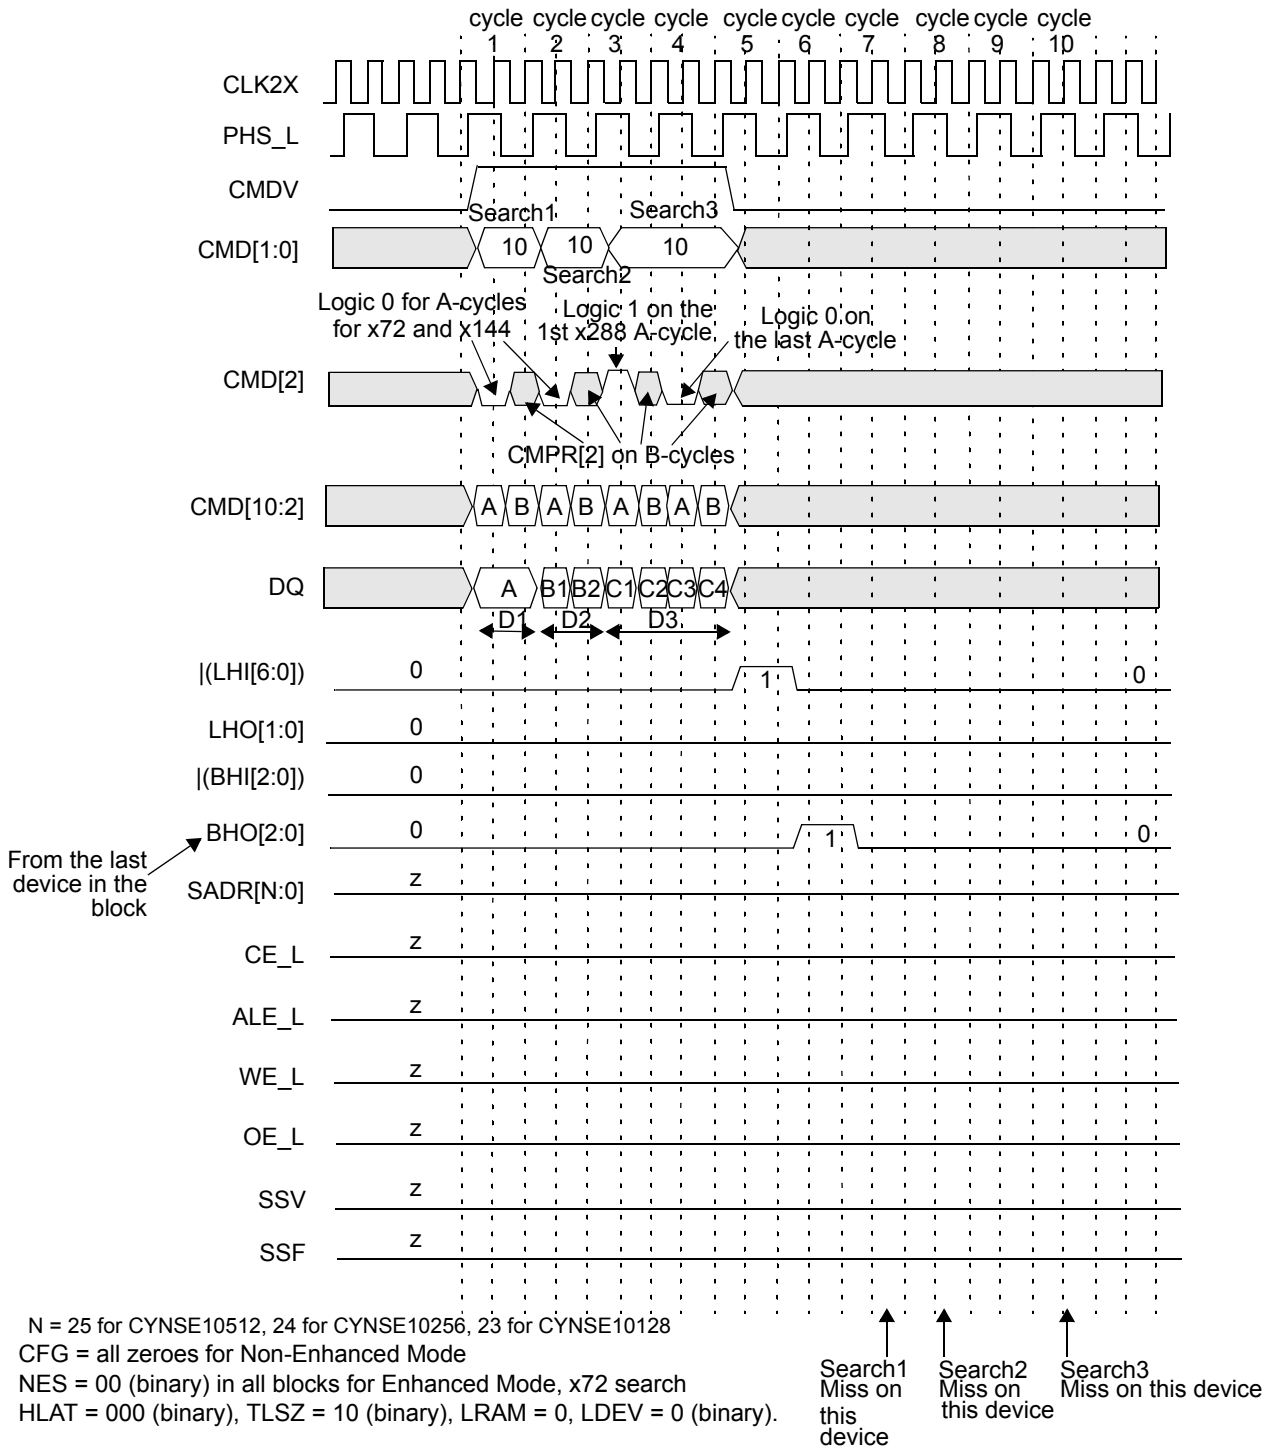 cycle cycle cycle cycle cycle cycle cycle cycle cycle cycle
1 2 3 4 5 6 7 8 9 10
CLK2X
PHS_L
CMDV
Search1 Search3
CMD[1:0] 10 10 10
Search2
Logic 0 for A-cycles
for x72 and x144
Logic 1 on the
1st x288 A-cycle
Logic 0 on
the last A-cycle
CMD[2]
CMPR[2] on B-cycles
CMD[10:2] A B A B A B A B
DQ A B1 B2 C1 C2 C3 C4
D1 D2 D3
|(LHI[6:0]) 0 1 0
LHO[1:0] 0
|(BHI[2:0]) 0
BHO[2:0] 0 1 0
From the last
device in the
block
SADR[N:0] z
CE_L z
ALE_L z
WE_L z
OE_L z
SSV z
SSF z
N = 25 for CYNSE10512, 24 for CYNSE10256, 23 for CYNSE10128
CFG = all zeroes for Non-Enhanced Mode
NES = 00 (binary) in all blocks for Enhanced Mode, x72 search
HLAT = 000 (binary), TLSZ = 10 (binary), LRAM = 0, LDEV = 0 (binary).
Search1
Miss on
this
device
Search2
Miss on
this device
Search3
Miss on this device